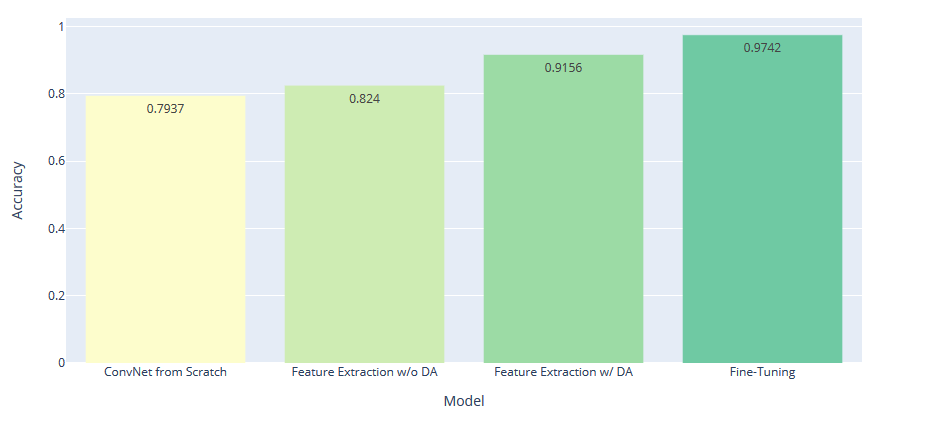 1
0.8
0.6
0.4
0.2
0
Accuracy
0.7937
0.824
0.9156
0.9742
ConvNet from Scratch
Feature Extraction w/o DA
Feature Extraction w/ DA
Fine-Tuning
Model